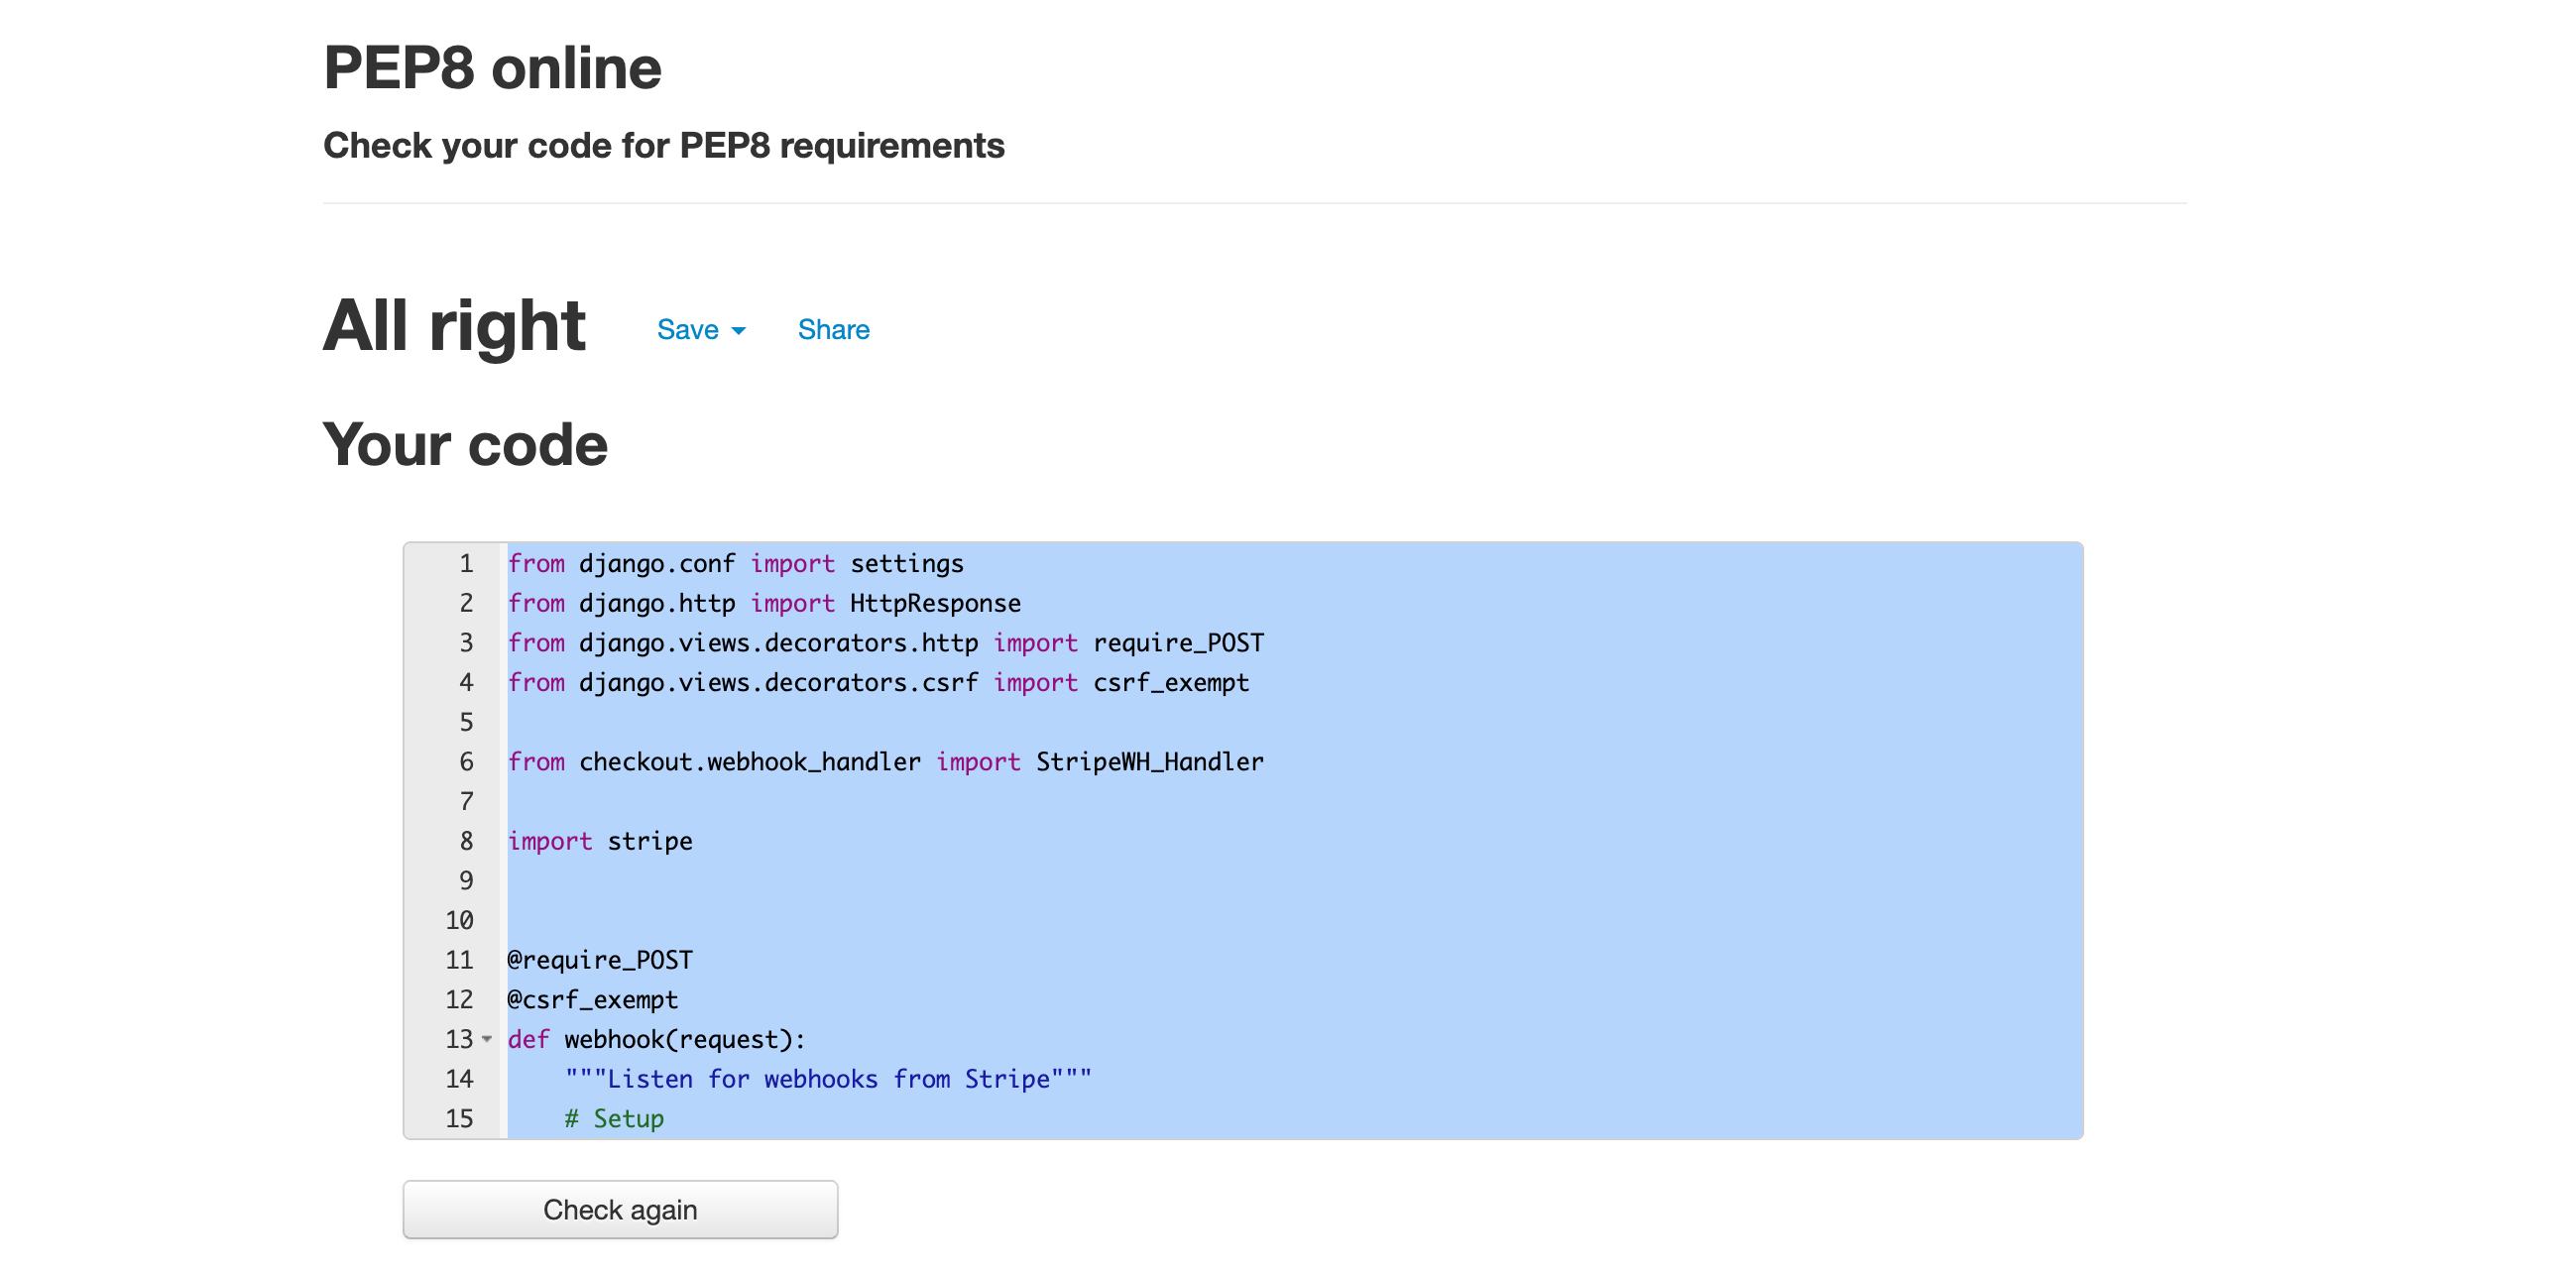 PEP8 online
Check your code for PEP8 requirements
All right Save Share
Your code
1 from django.conf import settings
2 from django.http import HttpResponse
3 from django.views.decorators.http import require_POST
4 from django.views.decorators.csrf import csrf_exempt
5
6 from checkout.webhook_handler import StripeWH_Handler
7
8 import stripe
9
10
11 @require_POST
12 @csrf_exempt
13 def webhook(request):
14     """Listen for webhooks from Stripe"""
15     # Setup
Check again